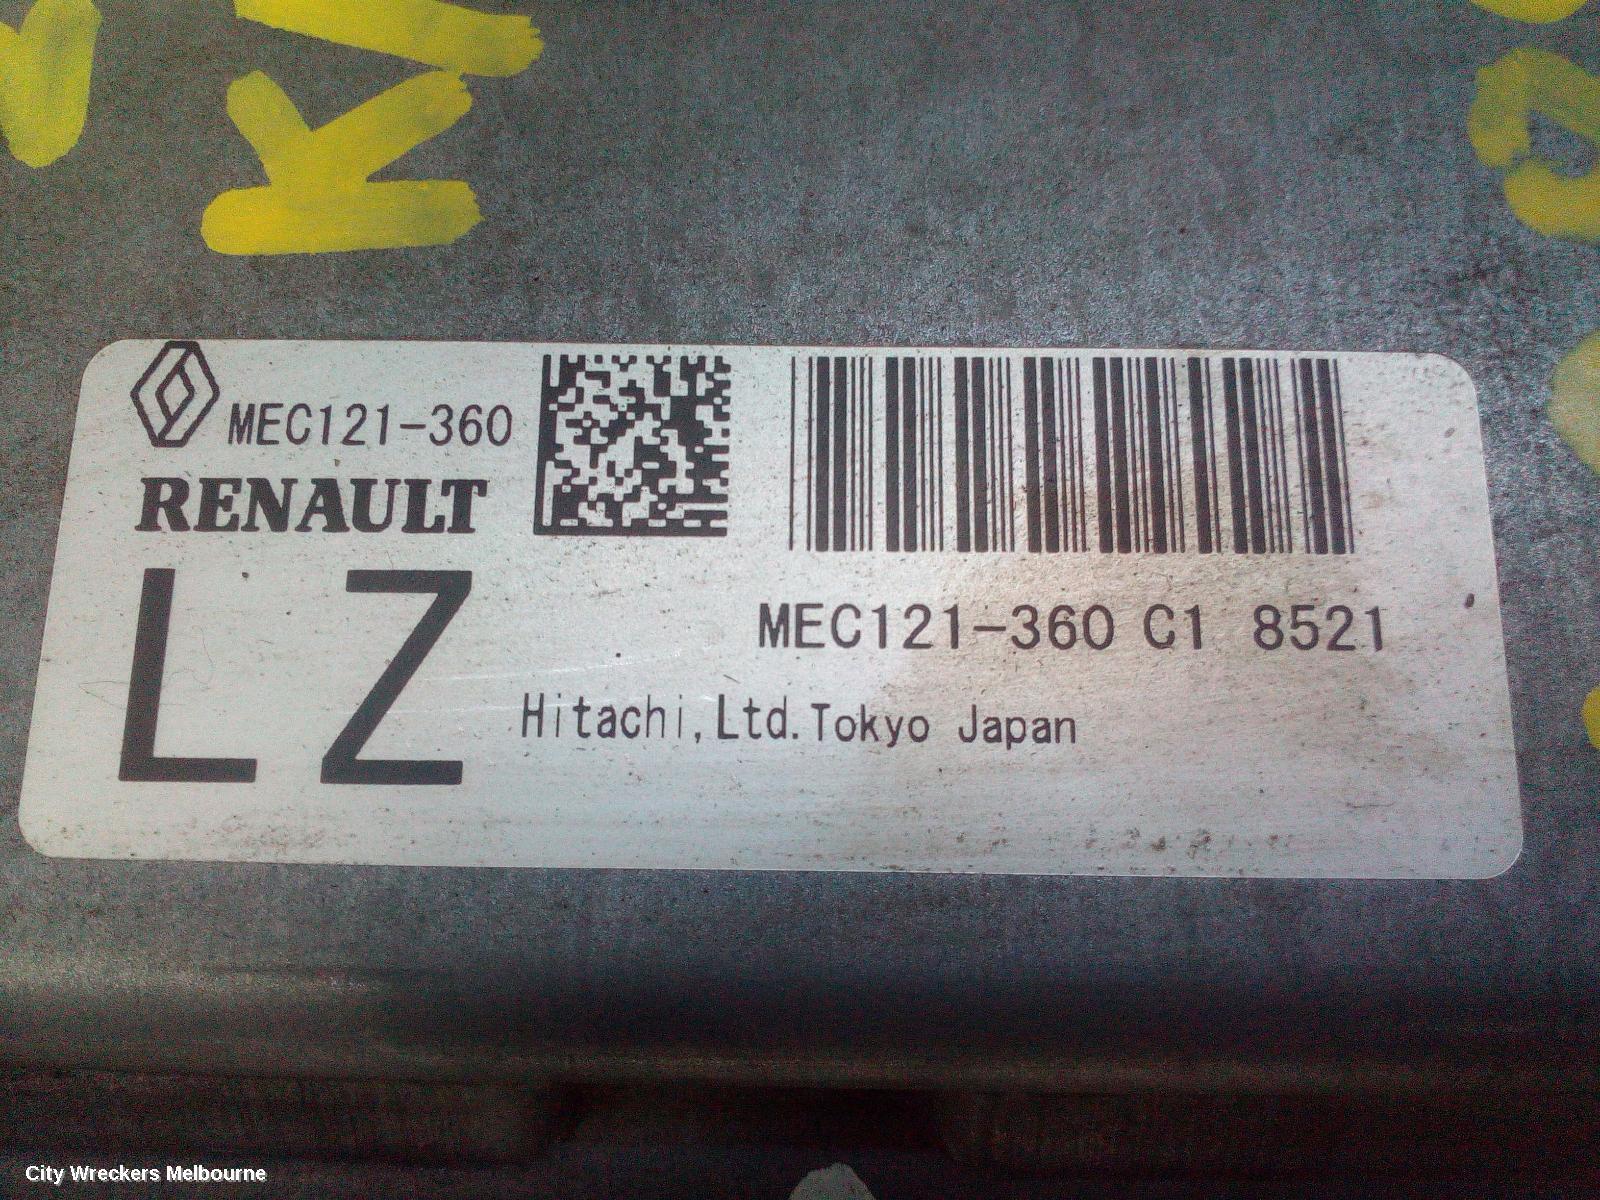 MEC121-360
RENAULT
LZ
MEC121-360 C1 8521
Hitachi,Ltd.Tokyo Japan
City Wreckers Melbourne